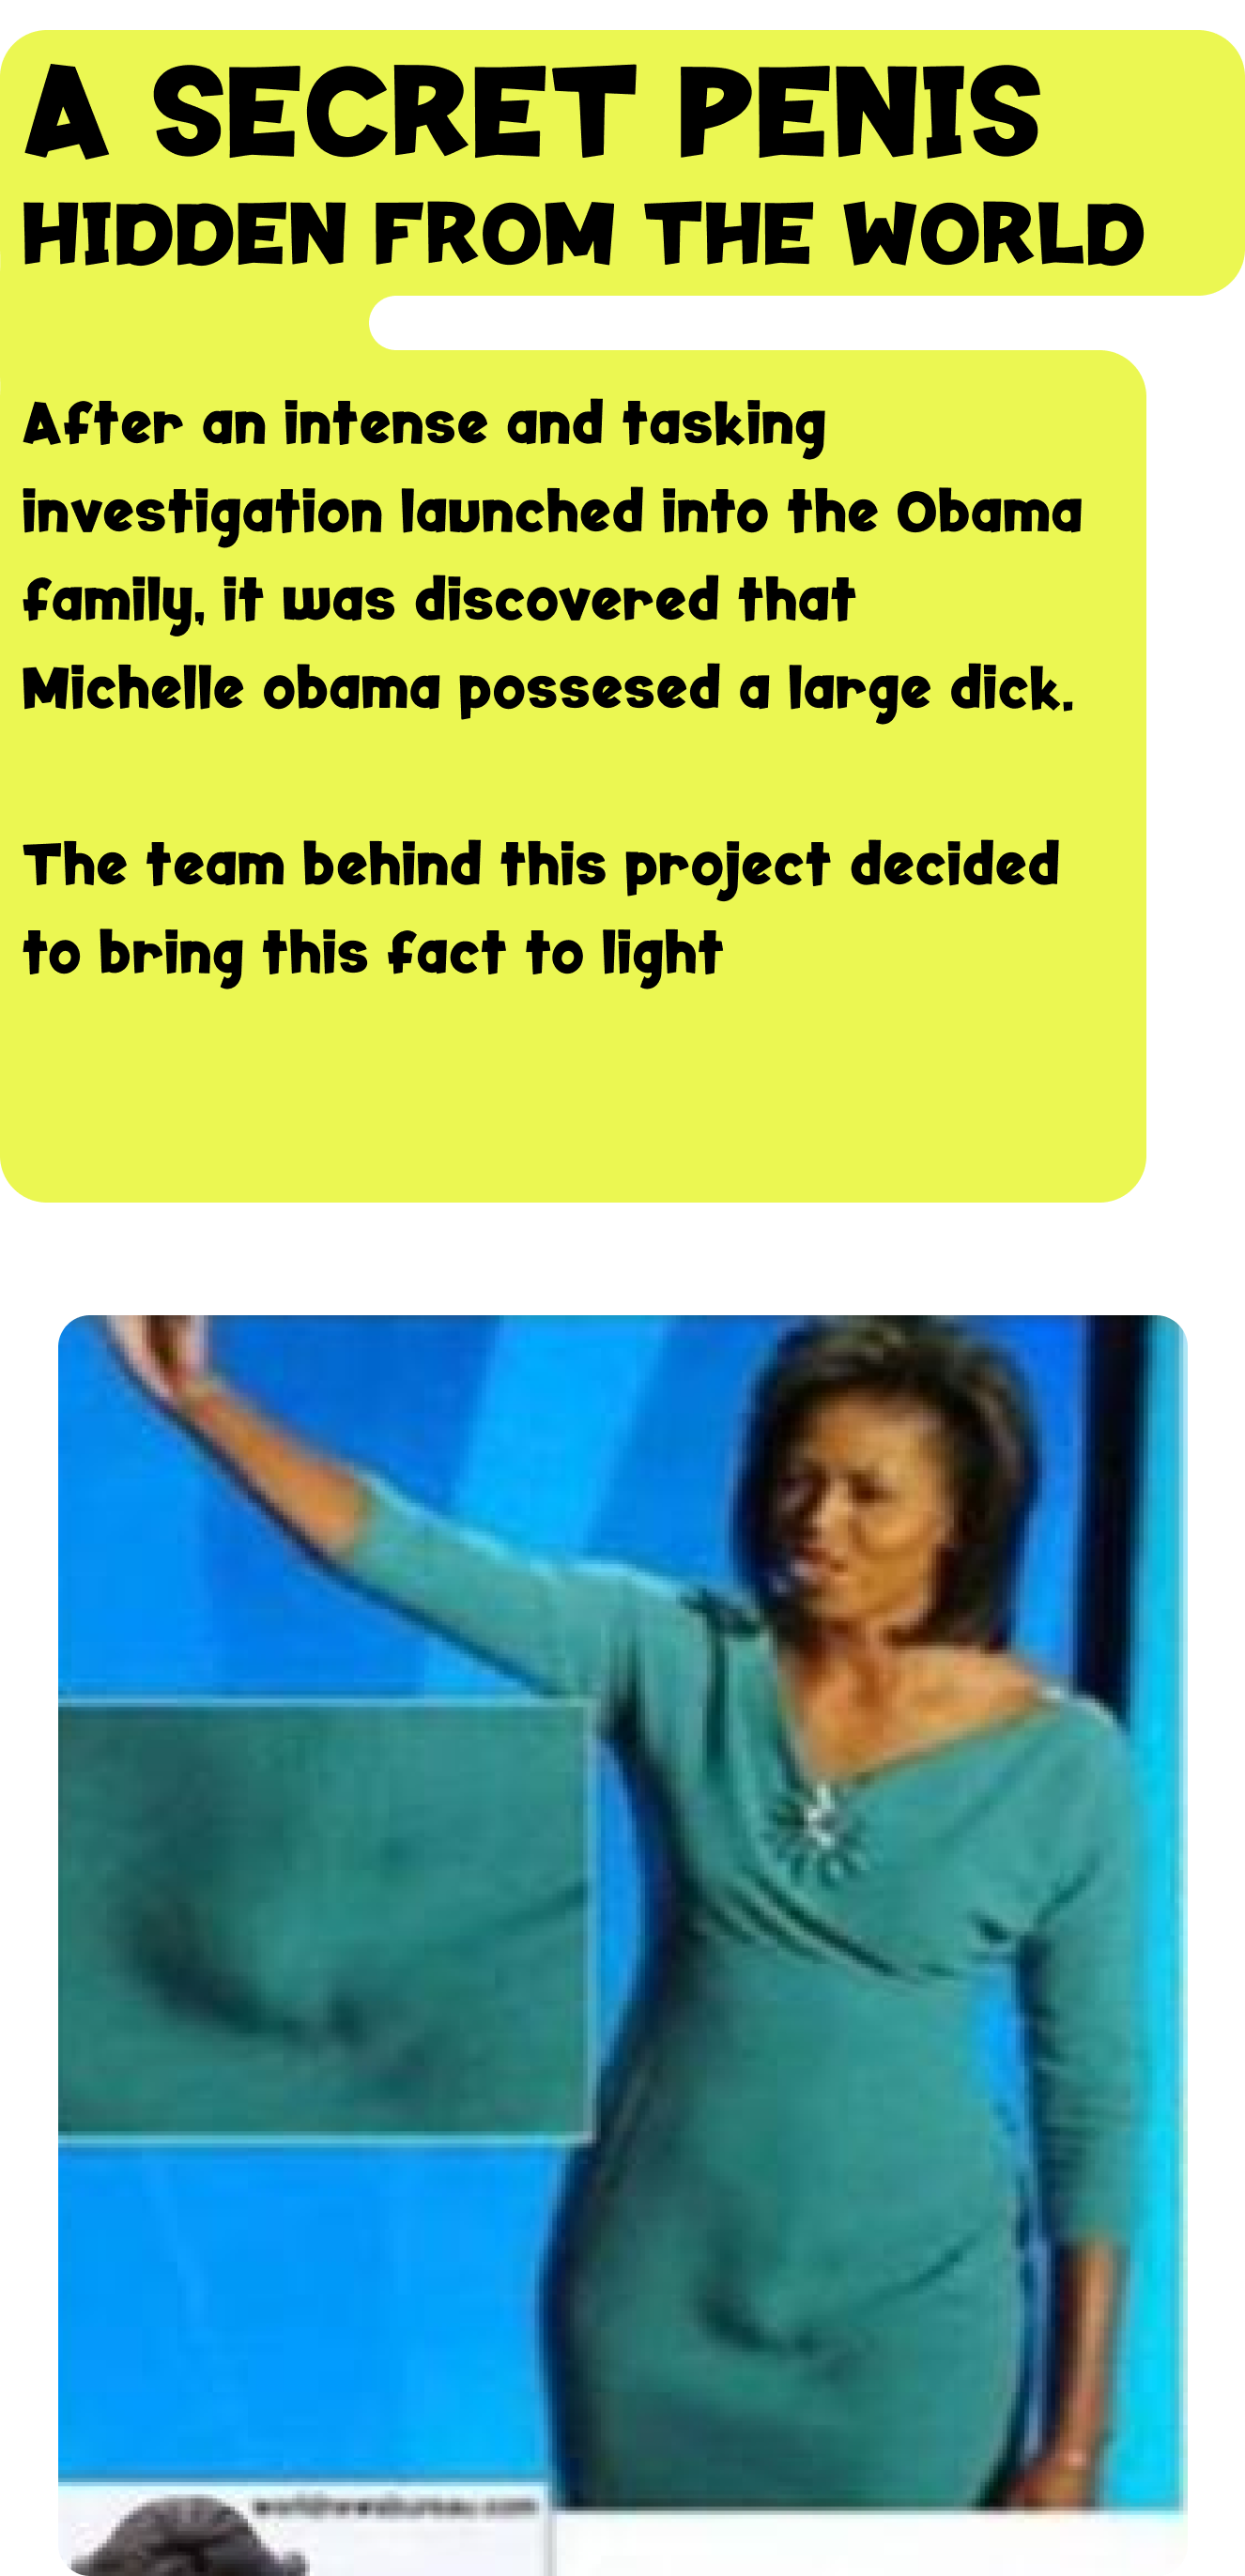 A SECRET PENIS
HIDDEN FROM THE WORLD
After an intense and tasking
investigation launched into the Obama
family, it was discovered that
Michelle obama possesed a large dick.
The team behind this project decided
to bring this fact to light